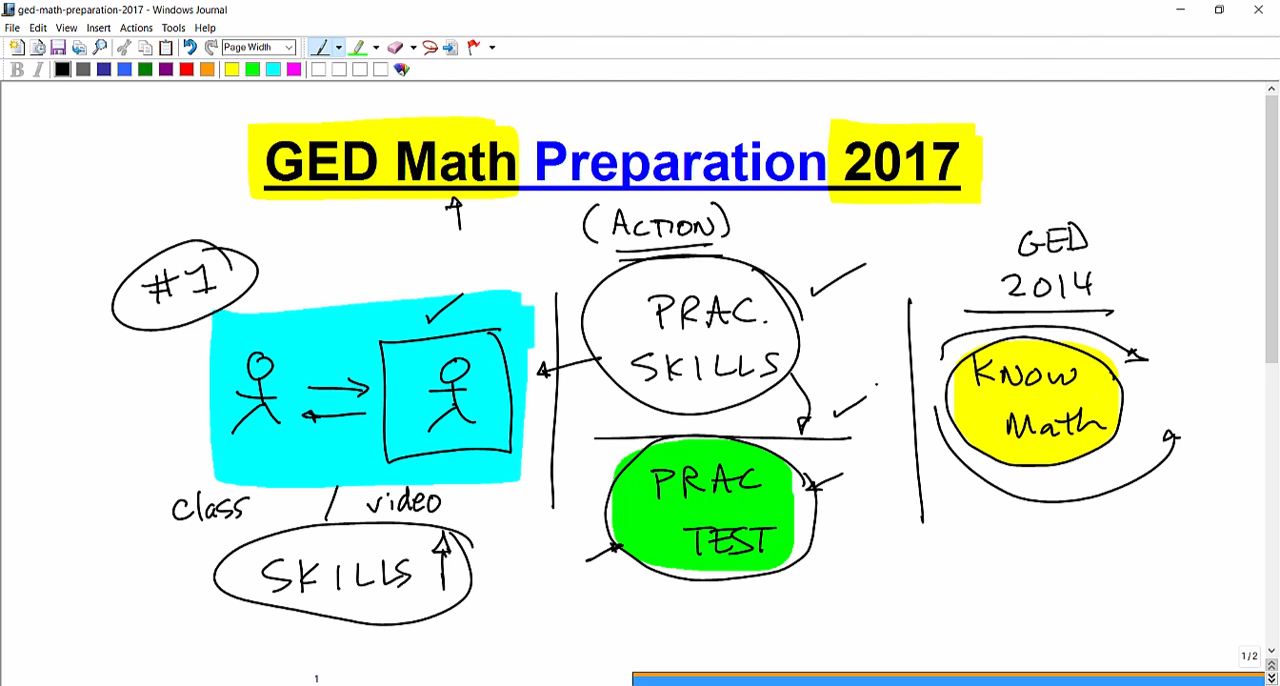 ged-math-preparation-2017 - Windows Journal
File Edit View Insert Actions Tools Help
Page Width
B I
GED Math Preparation 2017
(ACTION)
#1
PRAC.
SKILLS
PRAC
TEST
class / video
SKILLS
GED
2014
KNOW
Math
1/2
1